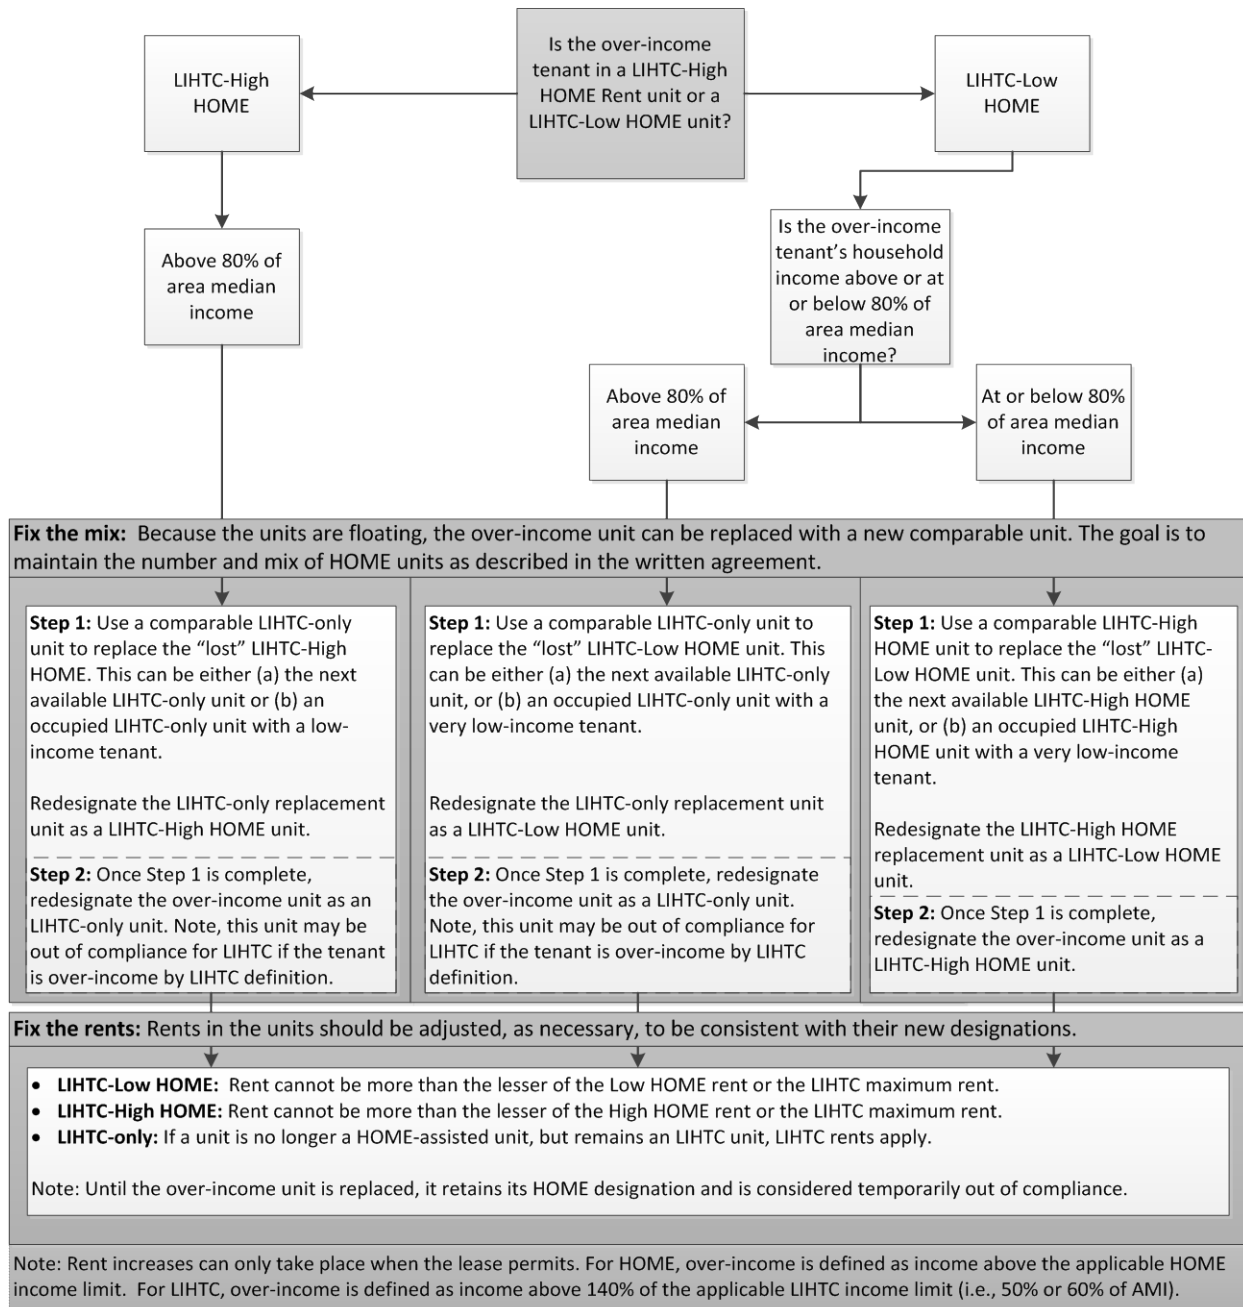 Is the over-income
tenant in a LIHTC-High
HOME Rent unit or a
LIHTC-Low HOME unit?
LIHTC-High
HOME
LIHTC-Low
HOME
Above 80% of
area median
income
Is the over-income
tenant’s household
income above or at
or below 80% of
area median
income?
Above 80% of
area median
income
At or below 80%
of area median
income
Fix the mix: Because the units are floating, the over-income unit can be replaced with a new comparable unit. The goal is to
maintain the number and mix of HOME units as described in the written agreement.
Step 1: Use a comparable LIHTC-only
unit to replace the “lost” LIHTC-High
HOME. This can be either (a) the next
available LIHTC-only unit or (b) an
occupied LIHTC-only unit with a low-
income tenant.
Redesignate the LIHTC-only replacement
unit as a LIHTC-High HOME unit.
Step 2: Once Step 1 is complete,
redesignate the over-income unit as an
LIHTC-only unit. Note, this unit may be
out of compliance for LIHTC if the tenant
is over-income by LIHTC definition.
Step 1: Use a comparable LIHTC-only unit to
replace the “lost” LIHTC-Low HOME unit. This
can be either (a) the next available LIHTC-only
unit, or (b) an occupied LIHTC-only unit with a
very low-income tenant.
Redesignate the LIHTC-only replacement unit
as a LIHTC-Low HOME unit.
Step 2: Once Step 1 is complete, redesignate
the over-income unit as a LIHTC-only unit.
Note, this unit may be out of compliance for
LIHTC if the tenant is over-income by LIHTC
definition.
Step 1: Use a comparable LIHTC-High
HOME unit to replace the “lost” LIHTC-
Low HOME unit. This can be either (a)
the next available LIHTC-High HOME
unit, or (b) an occupied LIHTC-High
HOME unit with a very low-income
tenant.
Redesignate the LIHTC-High HOME
replacement unit as a LIHTC-Low HOME
unit.
Step 2: Once Step 1 is complete,
redesignate the over-income unit as a
LIHTC-High HOME unit.
Fix the rents: Rents in the units should be adjusted, as necessary, to be consistent with their new designations.
• LIHTC-Low HOME: Rent cannot be more than the lesser of the Low HOME rent or the LIHTC maximum rent.
• LIHTC-High HOME: Rent cannot be more than the lesser of the High HOME rent or the LIHTC maximum rent.
• LIHTC-only: If a unit is no longer a HOME-assisted unit, but remains an LIHTC unit, LIHTC rents apply.
Note: Until the over-income unit is replaced, it retains its HOME designation and is considered temporarily out of compliance.
Note: Rent increases can only take place when the lease permits. For HOME, over-income is defined as income above the applicable HOME
income limit. For LIHTC, over-income is defined as income above 140% of the applicable LIHTC income limit (i.e., 50% or 60% of AMI).